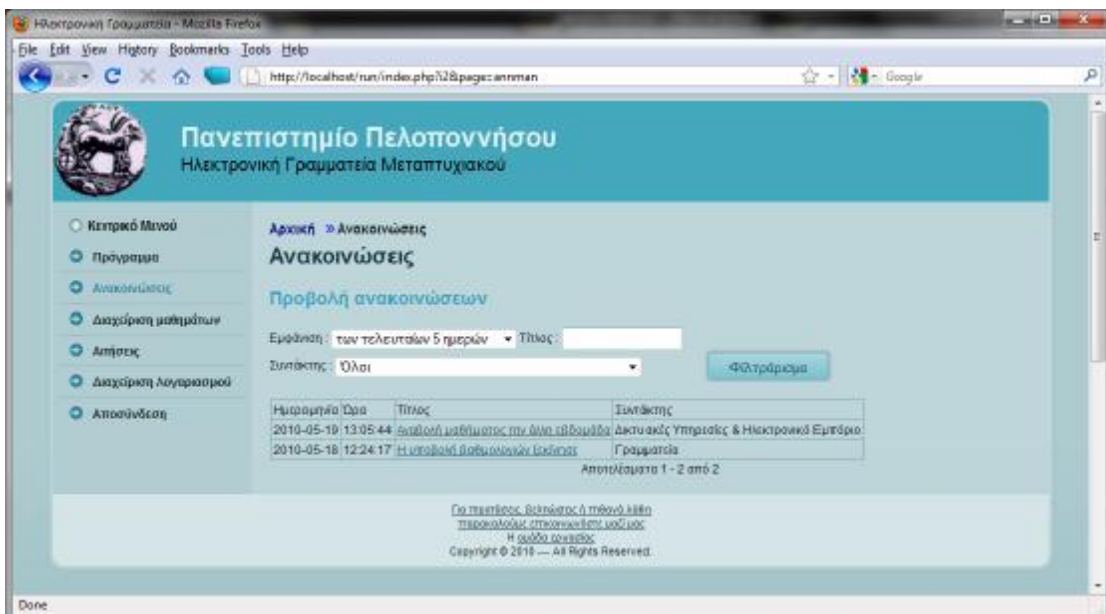 Ηλεκτρονική Γραμματεία - Mozilla Firefox
File Edit View History Bookmarks Tools Help
http://localhost/run/index.php?i2&page=annman
Google
Πανεπιστημίο Πελοποννήσου
Ηλεκτρονική Γραμματεία Μεταπτυχιακού
Κεντρικό Μενού
Πρόγραμμα
Ανακοινώσεις
Διαχείριση μαθημάτων
Αιτήσεις
Διαχείριση λογαριασμού
Αποσύνδεση
Αρχική » Ανακοινώσεις
Ανακοινώσεις
Προβολή ανακοινώσεων
Εμφάνιση : των τελευταίων 5 ημερών Τίτλος :
Συντάκτης : Όλοι Φιλτράρισμα
Ημερομηνία Ώρα Τίτλος Συντάκτης
2010-05-19 13:05:44 Αναβολή μαθήματος την άλλη εβδομάδα Δικτυακές Υπηρεσίες & Ηλεκτρονικό Εμπόριο
2010-05-18 12:24:17 Η υποβολή βαθμολογιών ξεκίνησε Γραμματεία
Αποτελέσματα 1 - 2 από 2
Για προτάσεις, βελτιώσεις ή πιθανά λάθη
παρακαλούμε επικοινωνήστε μαζί μας
Η ομάδα εργασίας
Copyright © 2010 — All Rights Reserved.
Done